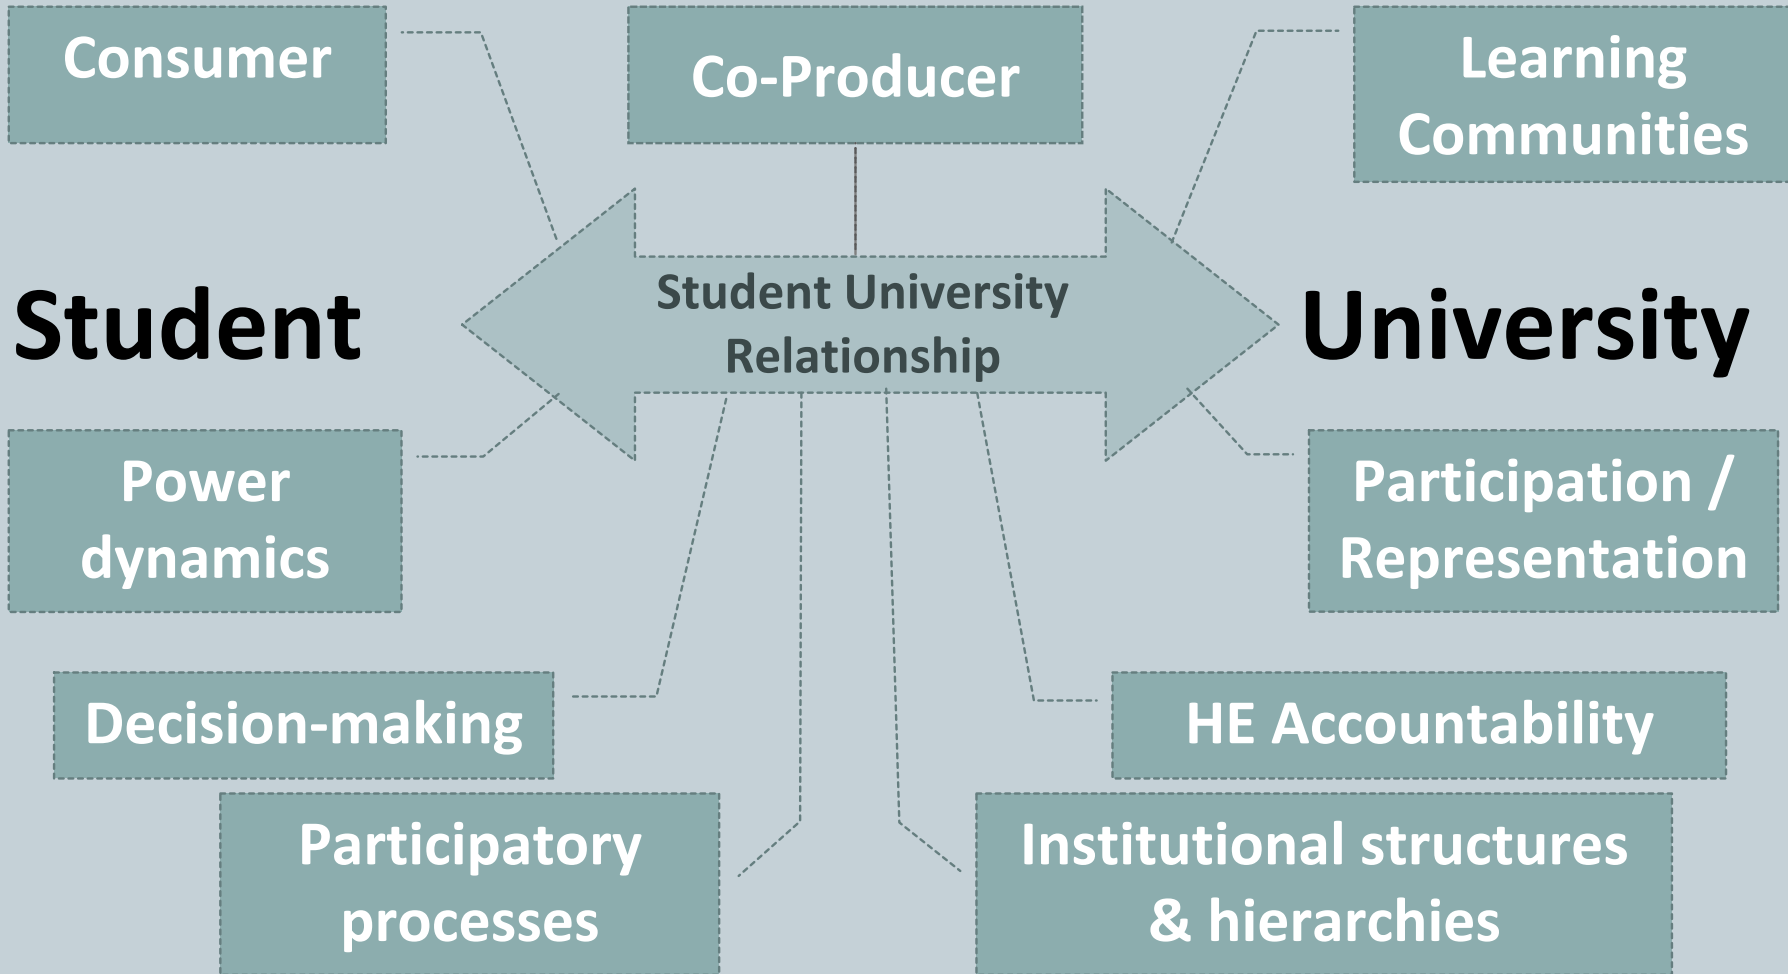 Consumer
Co-Producer
Learning
Communities
Student
Student University
Relationship
University
Power
dynamics
Participation /
Representation
Decision-making
HE Accountability
Participatory
processes
Institutional structures
& hierarchies